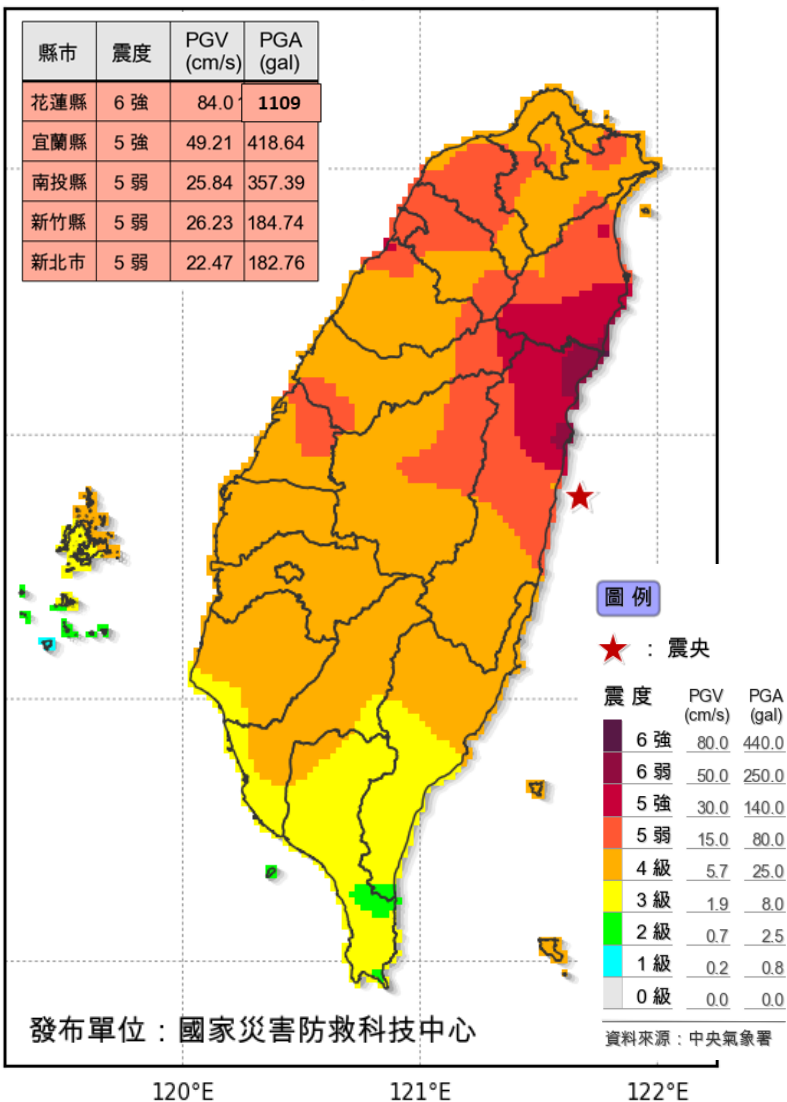 縣市 震度 PGV (cm/s) PGA (gal)
花蓮縣 6 強 84.0 1109
宜蘭縣 5 強 49.21 418.64
南投縣 5 弱 25.84 357.39
新竹縣 5 弱 26.23 184.74
新北市 5 弱 22.47 182.76
圖 例
： 震央
震 度 PGV (cm/s) PGA (gal)
6 強 80.0 440.0
6 弱 50.0 250.0
5 強 30.0 140.0
5 弱 15.0 80.0
4 級 5.7 25.0
3 級 1.9 8.0
2 級 0.7 2.5
1 級 0.2 0.8
0 級 0.0 0.0
資料來源：中央氣象署
發布單位：國家災害防救科技中心
120°E 121°E 122°E